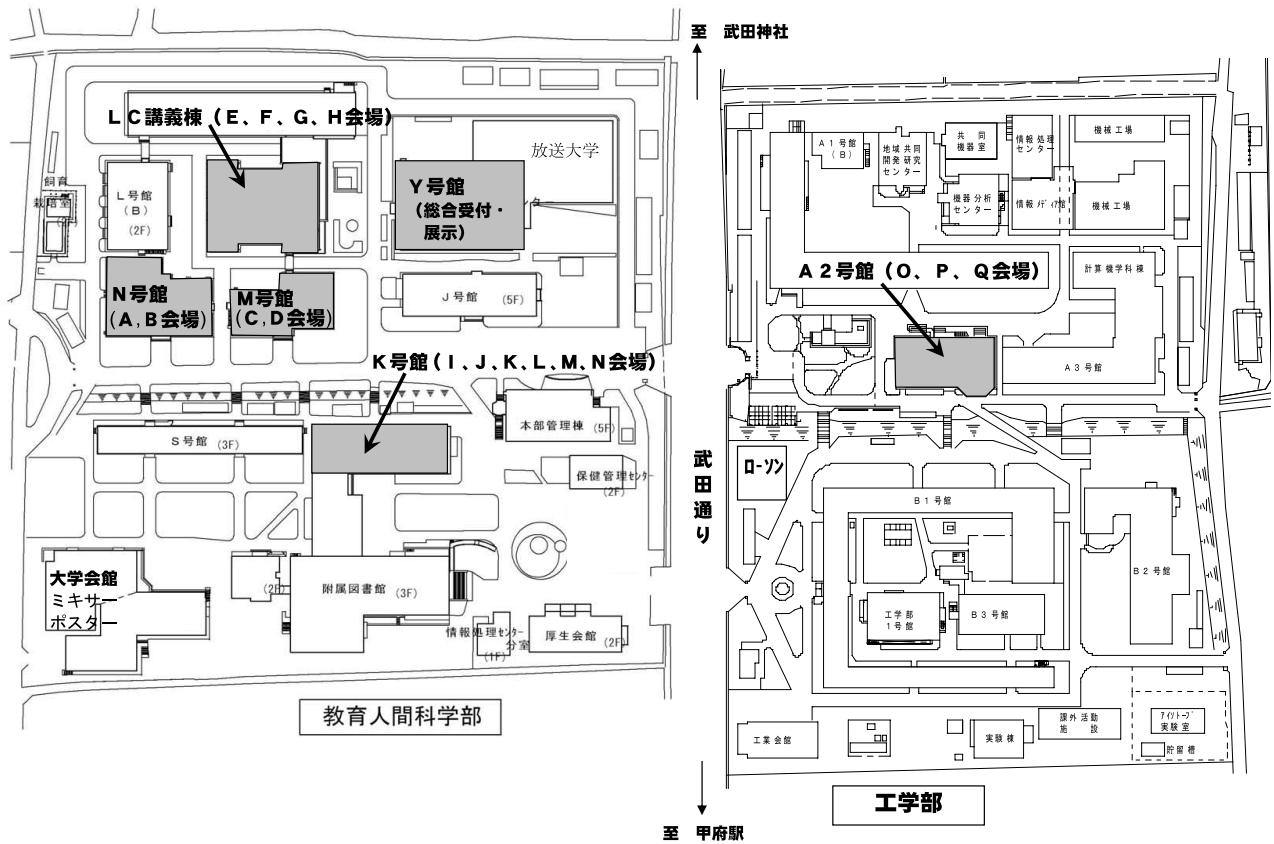 至 武田神社
LC講義棟（E、F、G、H会場）
放送大学
飼育
栽培室
L号館
(B)
(2F)
Y号館
（総合受付・
展示）
N号館
(A,B会場)
M号館
(C,D会場)
J号館 (5F)
K号館(I、J、K、L、M、N会場)
S号館 (3F)
本部管理棟 (5F)
保健管理センター
(2F)
大学会館
ミキサー
ポスター
(2F)
附属図書館 (3F)
情報処理センター
分室
(1F)
厚生会館 (2F)
教育人間科学部
武田通り
A1号館
(B)
地域共同
開発研究
センター
共同
機器室
情報処理
センター
機械工場
機器分析
センター
情報メディア館
機械工場
A2号館（O、P、Q会場）
計算機学科棟
A3号館
ローソン
B1号館
B2号館
工学部
1号館
B3号館
工業会館
実験棟
課外活動
施設
アイソトープ
実験室
貯留槽
工学部
至 甲府駅